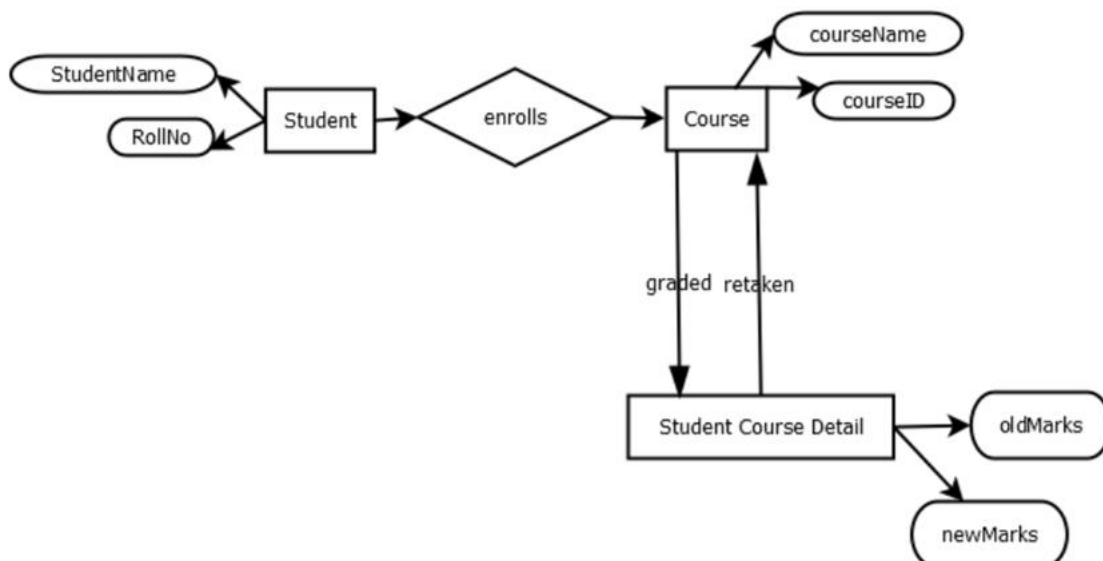 courseName
StudentName
courseID
Student
enrolls
Course
RollNo
graded
retaken
Student Course Detail
oldMarks
newMarks